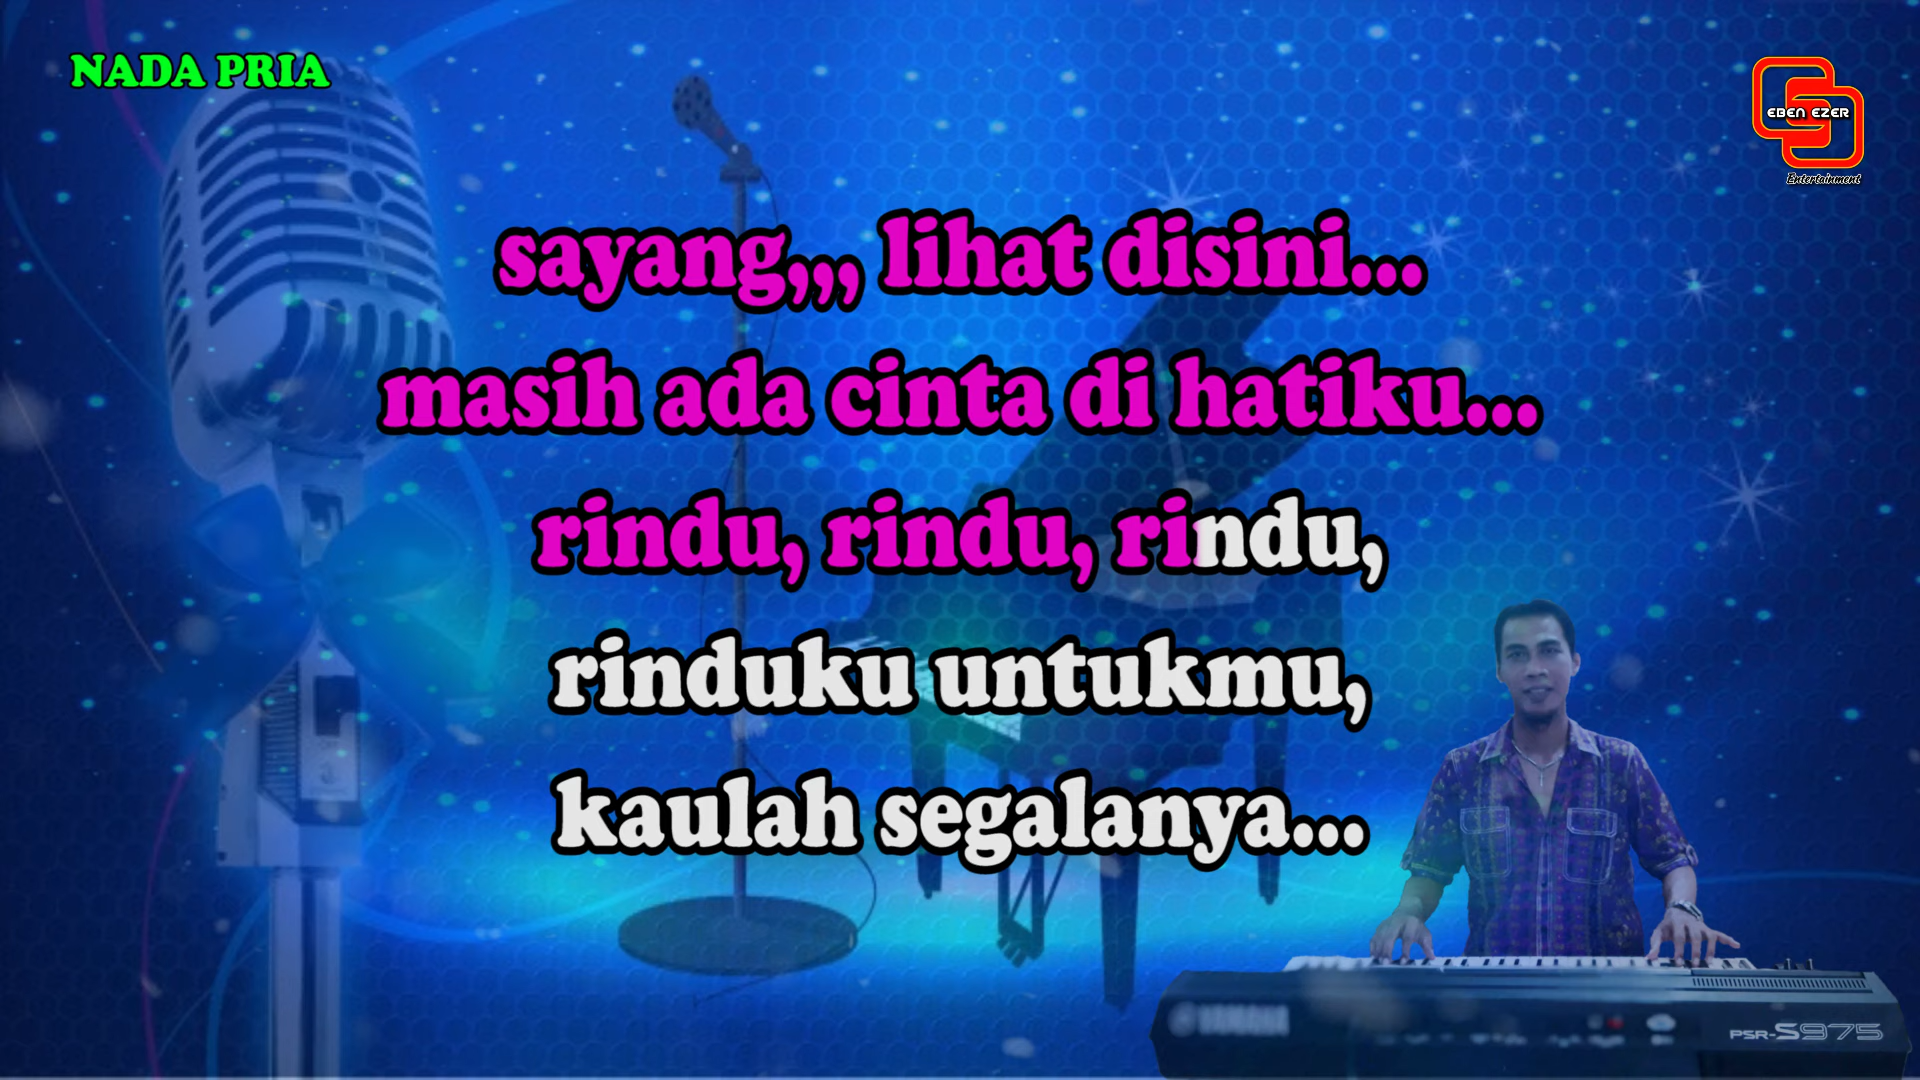 NADA PRIA
EBEN EZER
Entertainment
sayang,,, lihat disini...
masih ada cinta di hatiku...
rindu, rindu, rindu,
rinduku untukmu,
kaulah segalanya...
YAMAHA
PSR-S975